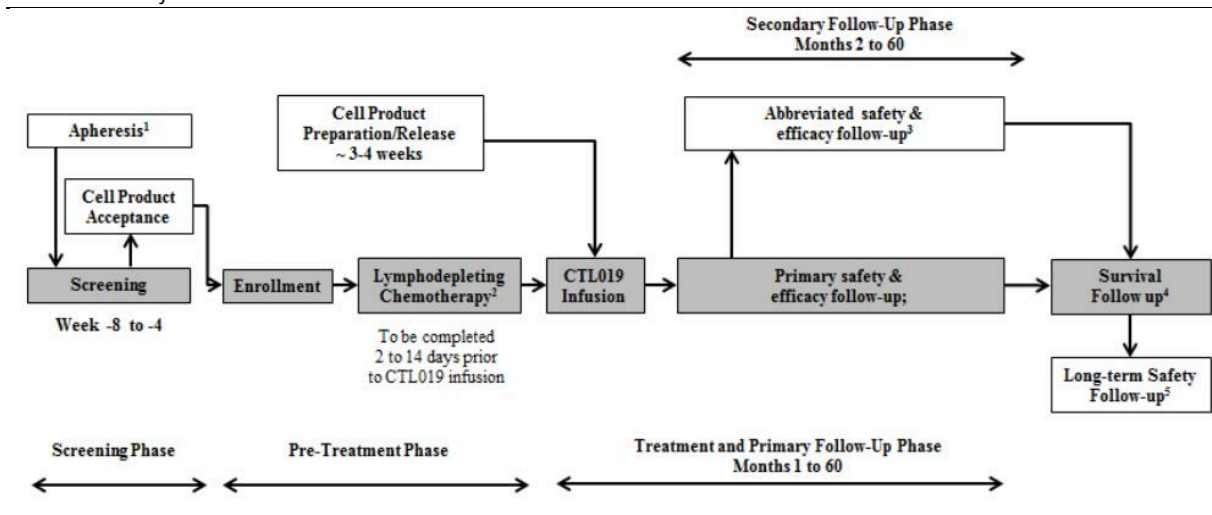 Secondary Follow-Up Phase
Months 2 to 60
Apheresis1
Cell Product
Preparation/Release
~ 3-4 weeks
Abbreviated safety &
efficacy follow-up3
Cell Product
Acceptance
Screening
Enrollment
Lymphodepleting
Chemotherapy2
CTL019
Infusion
Primary safety &
efficacy follow-up;
Survival
Follow up4
Week -8 to -4
To be completed
2 to 14 days prior
to CTL019 infusion
Long-term Safety
Follow-up5
Screening Phase
Pre-Treatment Phase
Treatment and Primary Follow-Up Phase
Months 1 to 60